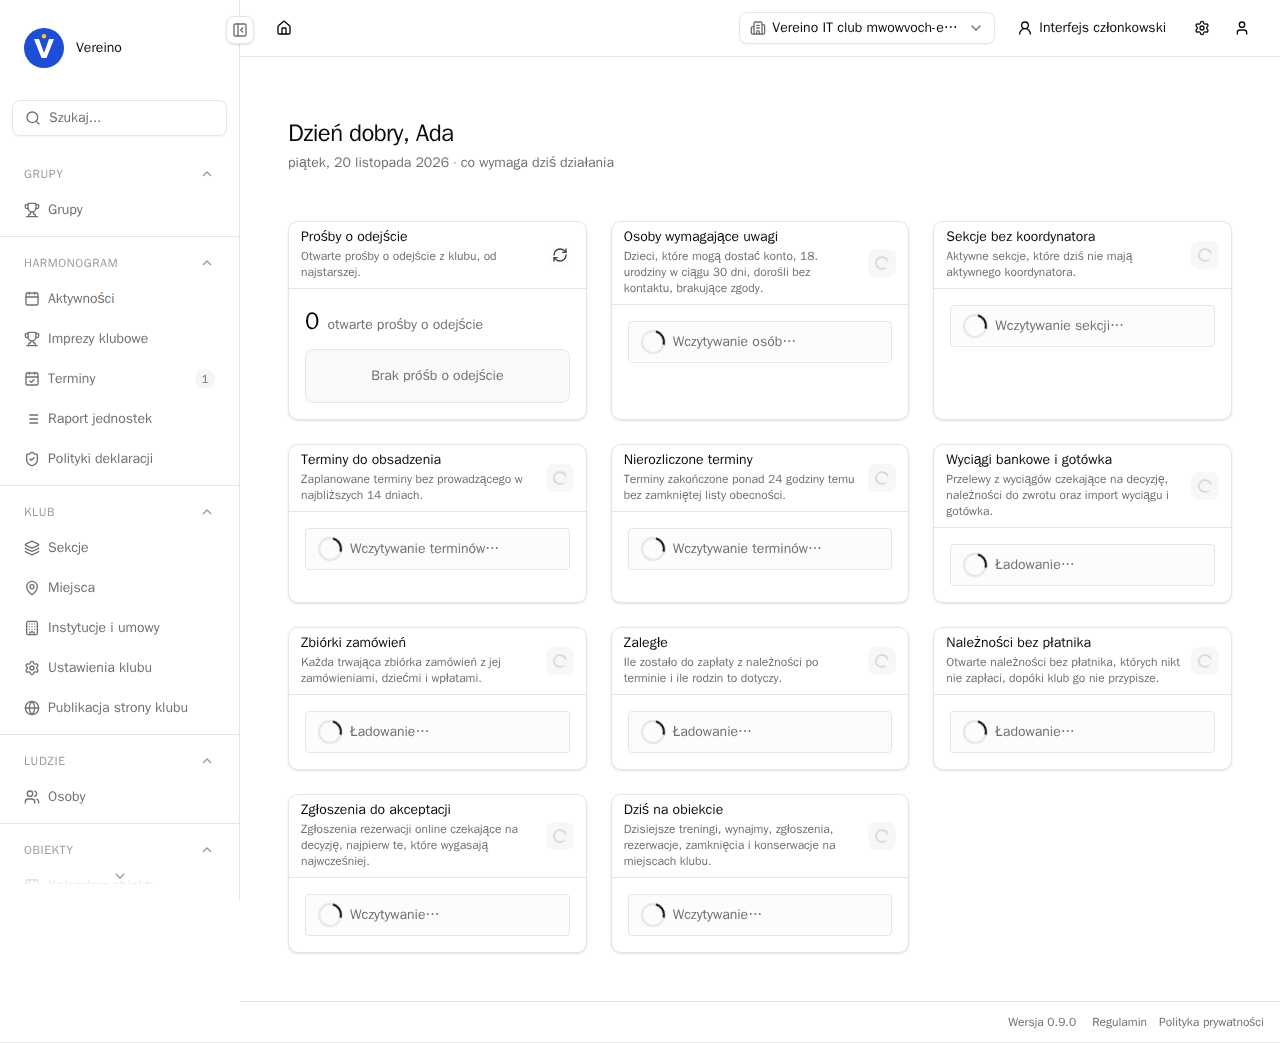 Vereino
Szukaj...
GRUPY
Grupy
HARMONOGRAM
Aktywności
Imprezy klubowe
Terminy 1
Raport jednostek
Polityki deklaracji
KLUB
Sekcje
Miejsca
Instytucje i umowy
Ustawienia klubu
Publikacja strony klubu
LUDZIE
Osoby
OBIEKTY
Vereino IT club mwowvoch-e···
Interfejs członkowski
Dzień dobry, Ada
piątek, 20 listopada 2026 · co wymaga dziś działania
Prośby o odejście
Otwarte prośby o odejście z klubu, od
najstarszej.
0 otwarte prośby o odejście
Brak próśb o odejście
Osoby wymagające uwagi
Dzieci, które mogą dostać konto, 18.
urodziny w ciągu 30 dni, dorośli bez
kontaktu, brakujące zgody.
Wczytywanie osób···
Sekcje bez koordynatora
Aktywne sekcje, które dziś nie mają
aktywnego koordynatora.
Wczytywanie sekcji···
Terminy do obsadzenia
Zaplanowane terminy bez prowadzącego w
najbliższych 14 dniach.
Wczytywanie terminów···
Nierozliczone terminy
Terminy zakończone ponad 24 godziny temu
bez zamkniętej listy obecności.
Wczytywanie terminów···
Wyciągi bankowe i gotówka
Przelewy z wyciągów czekające na decyzję,
należności do zwrotu oraz import wyciągu i
gotówka.
Ładowanie···
Zbiórki zamówień
Każda trwająca zbiórka zamówień z jej
zamówieniami, dziećmi i wpłatami.
Ładowanie···
Zaległe
Ile zostało do zapłaty z należności po
terminie i ile rodzin to dotyczy.
Ładowanie···
Należności bez płatnika
Otwarte należności bez płatnika, których nikt
nie zapłaci, dopóki klub go nie przypisze.
Ładowanie···
Zgłoszenia do akceptacji
Zgłoszenia rezerwacji online czekające na
decyzję, najpierw te, które wygasają
najwcześniej.
Wczytywanie···
Dziś na obiekcie
Dzisiejsze treningi, wynajmy, zgłoszenia,
rezerwacje, zamknięcia i konserwacje na
miejscach klubu.
Wczytywanie···
Wersja 0.9.0 Regulamin Polityka prywatności